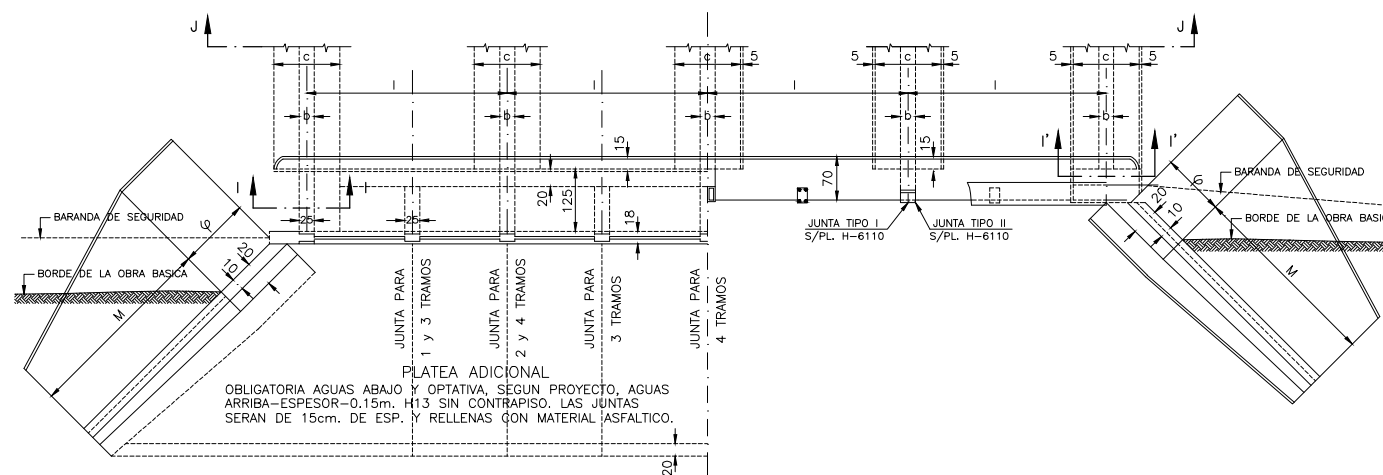 J
J
c
c
c
5
5
c
5
5
c
5
l
l
l
l
b
b
b
b
b
15
15
20
125
70
18
25
25
I
I
I'
I'
BARANDA DE SEGURIDAD
BARANDA DE SEGURIDAD
φ
φ
20
10
20
10
M
M
BORDE DE LA OBRA BASICA
BORDE DE LA OBRA BASICA
JUNTA TIPO I
S/PL. H-6110
JUNTA TIPO II
S/PL. H-6110
JUNTA PARA
1 y 3 TRAMOS
JUNTA PARA
2 y 4 TRAMOS
JUNTA PARA
3 TRAMOS
JUNTA PARA
4 TRAMOS
PLATEA ADICIONAL
OBLIGATORIA AGUAS ABAJO Y OPTATIVA, SEGUN PROYECTO, AGUAS
ARRIBA-ESPESOR-0.15m. H13 SIN CONTRAPISO. LAS JUNTAS
SERAN DE 15cm. DE ESP. Y RELLENAS CON MATERIAL ASFALTICO.
20